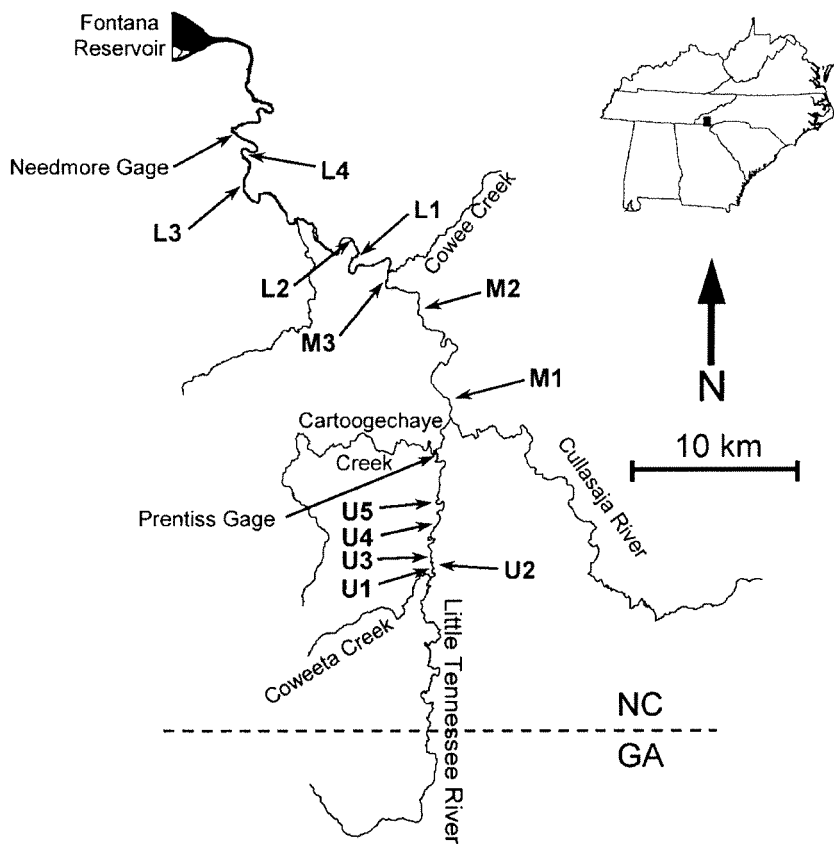 Fontana
Reservoir
Needmore Gage
L4
L3
L1
Cowee Creek
L2
M2
M3
N
M1
Cartoogechaye
Creek
10 km
Cullasaja River
Prentiss Gage
U5
U4
U3
U2
U1
Coweeta Creek
Little Tennessee River
NC
GA